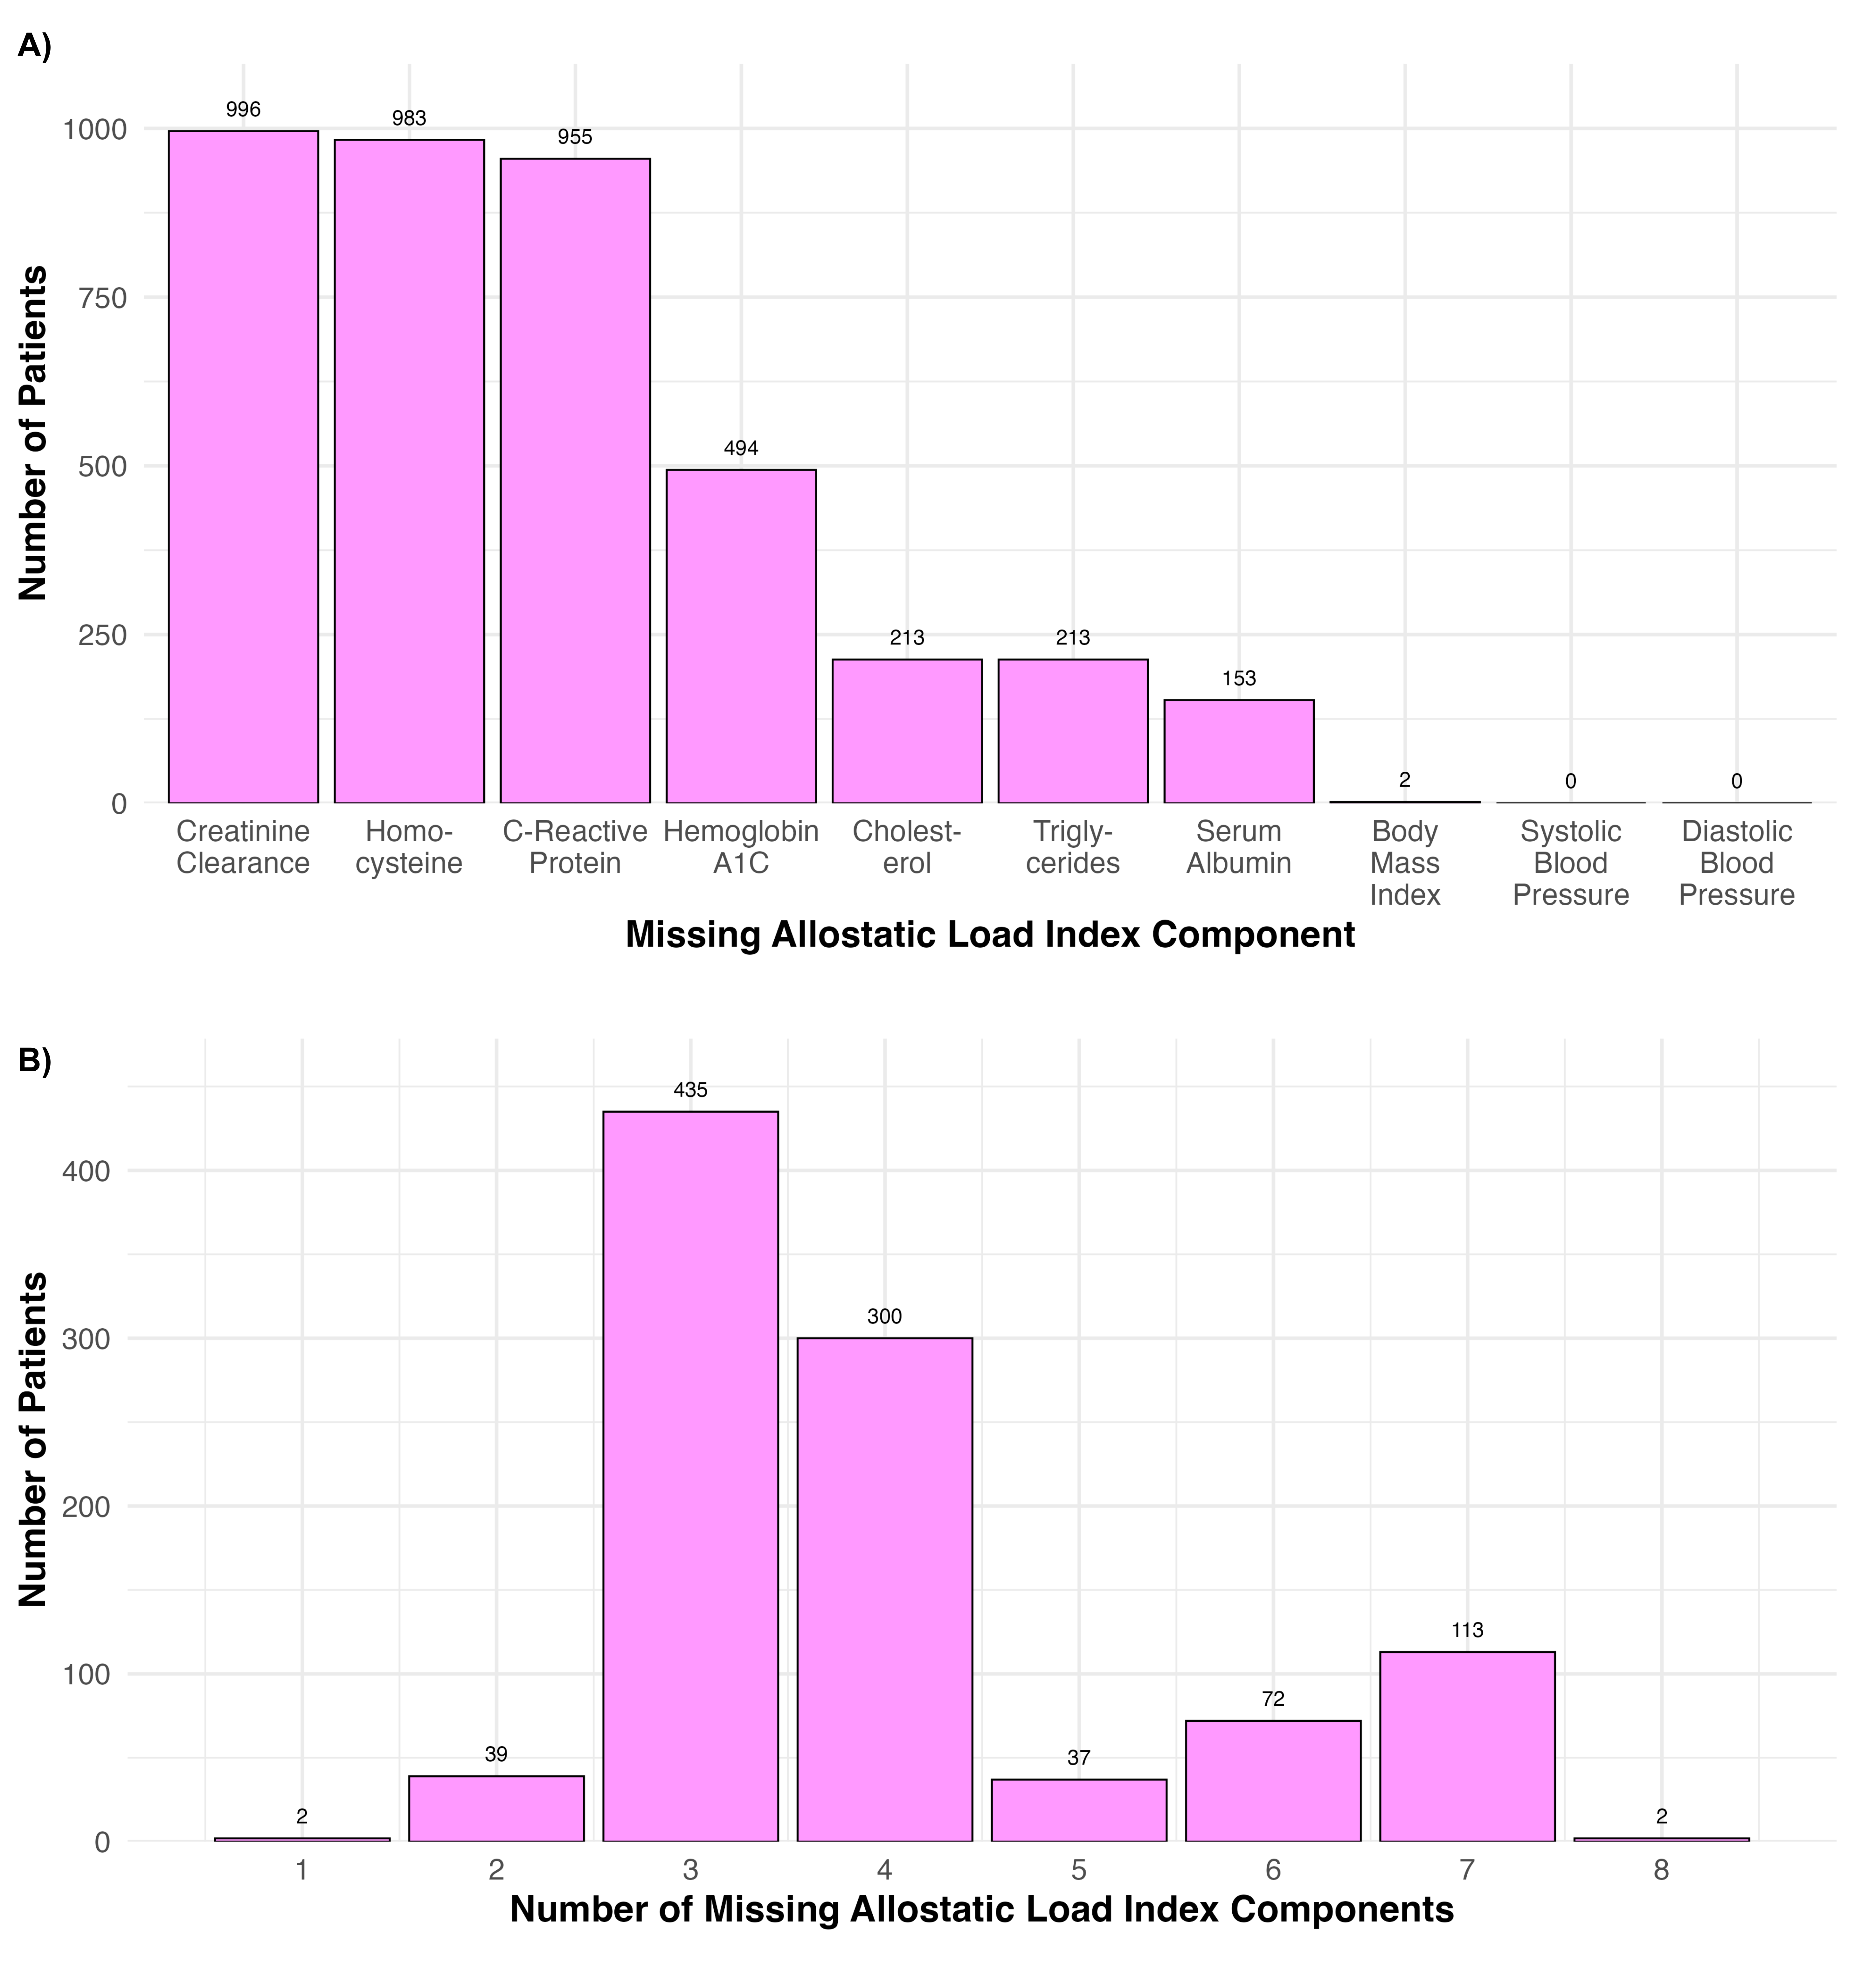 A)
Number of Patients
1000
750
500
250
0
996
983
955
494
213
213
153
2
0
0
Creatinine
Clearance
Homo-
cysteine
C-Reactive
Protein
Hemoglobin
A1C
Cholest-
erol
Trigly-
cerides
Serum
Albumin
Body
Mass
Index
Systolic
Blood
Pressure
Diastolic
Blood
Pressure
Missing Allostatic Load Index Component
B)
Number of Patients
400
300
200
100
0
2
39
435
300
37
72
113
2
1
2
3
4
5
6
7
8
Number of Missing Allostatic Load Index Components